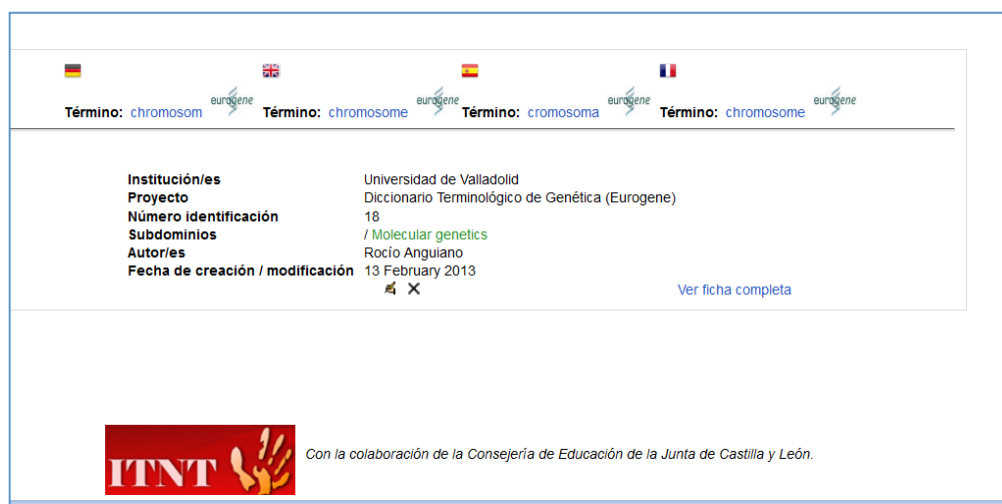 Término: chromosom eurogene Término: chromosome eurogene Término: cromosoma eurogene Término: chromosome eurogene
Institución/es Universidad de Valladolid
Proyecto Diccionario Terminológico de Genética (Eurogene)
Número identificación 18
Subdominios / Molecular genetics
Autor/es Rocío Anguiano
Fecha de creación / modificación 13 February 2013
Ver ficha completa
ITNT Con la colaboración de la Consejería de Educación de la Junta de Castilla y León.